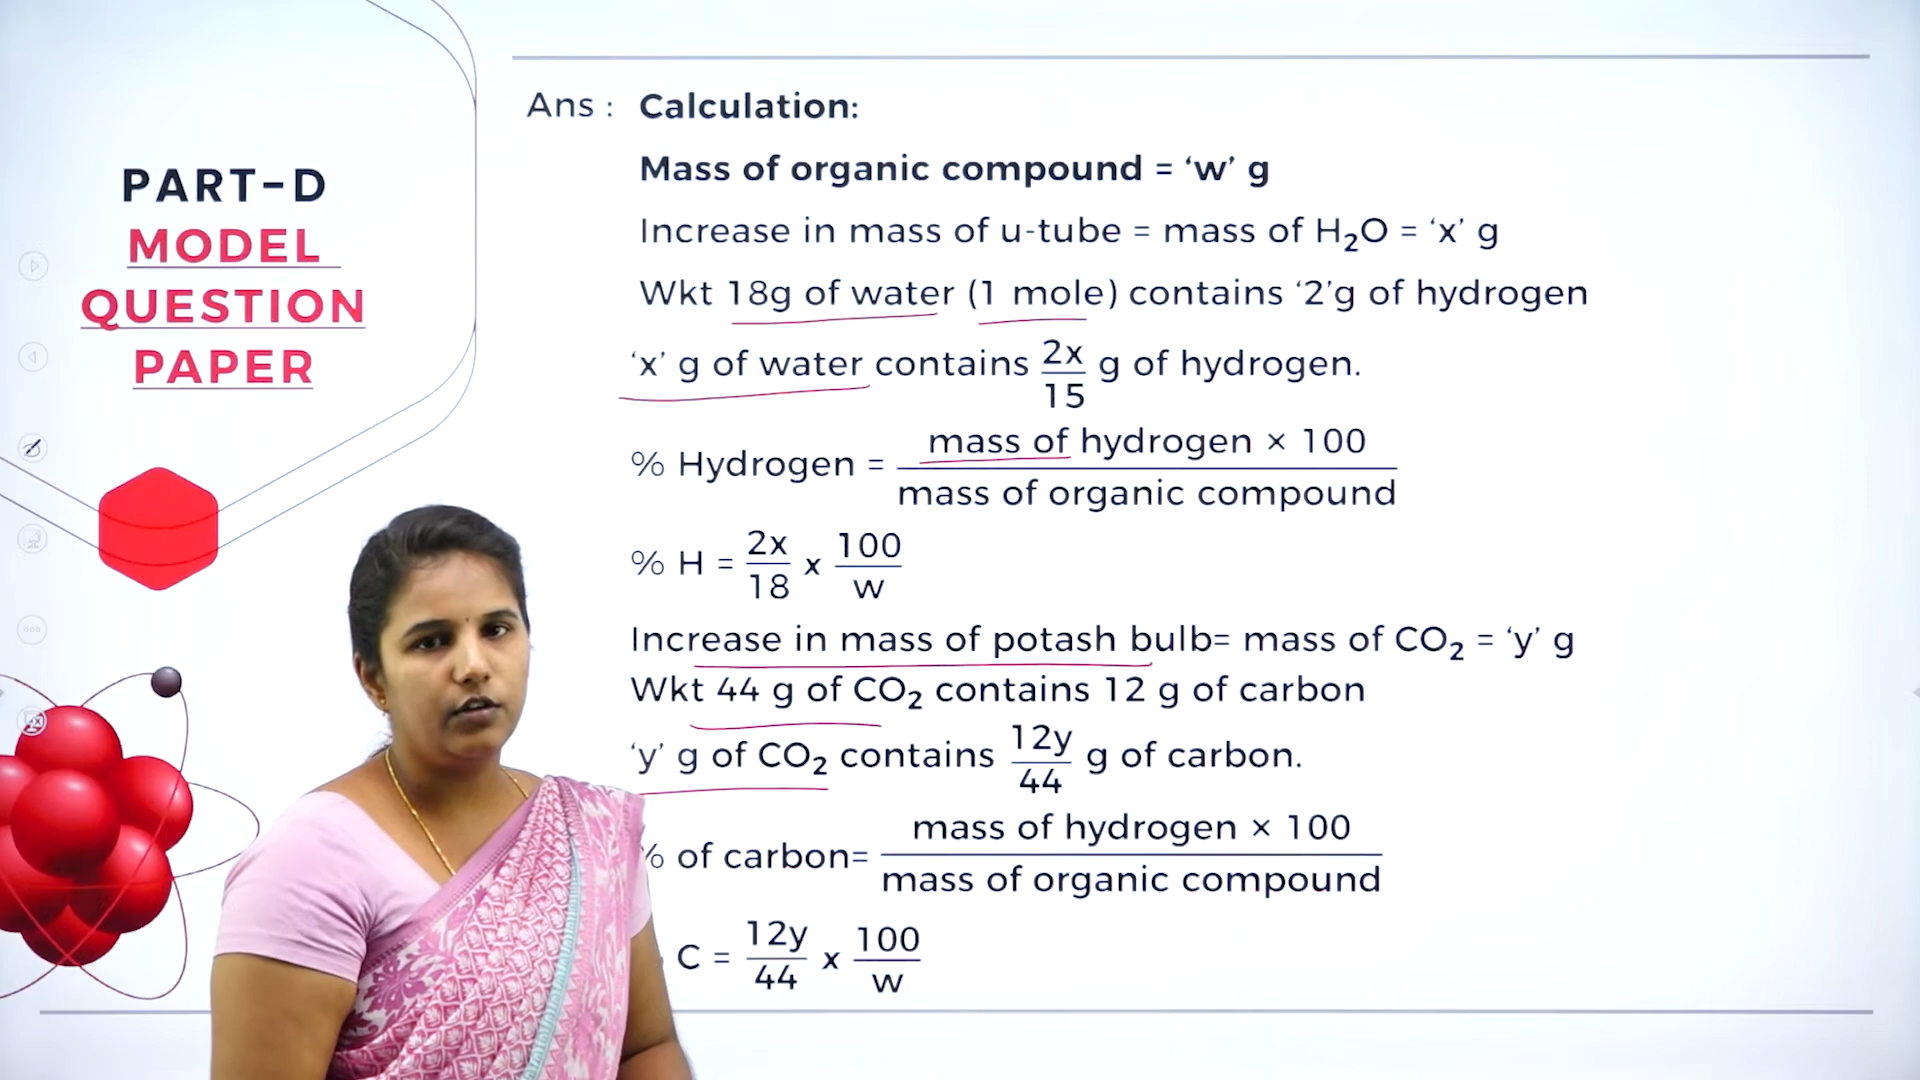 PART-D
MODEL
QUESTION
PAPER
Ans : Calculation:
Mass of organic compound = ‘w’ g
Increase in mass of u-tube = mass of H₂O = ‘x’ g
Wkt 18g of water (1 mole) contains ‘2’g of hydrogen
‘x’ g of water contains 2x/15 g of hydrogen.
% Hydrogen = mass of hydrogen × 100 / mass of organic compound
% H = 2x/18 x 100/w
Increase in mass of potash bulb= mass of CO₂ = ‘y’ g
Wkt 44 g of CO₂ contains 12 g of carbon
‘y’ g of CO₂ contains 12y/44 g of carbon.
% of carbon= mass of hydrogen × 100 / mass of organic compound
C = 12y/44 x 100/w